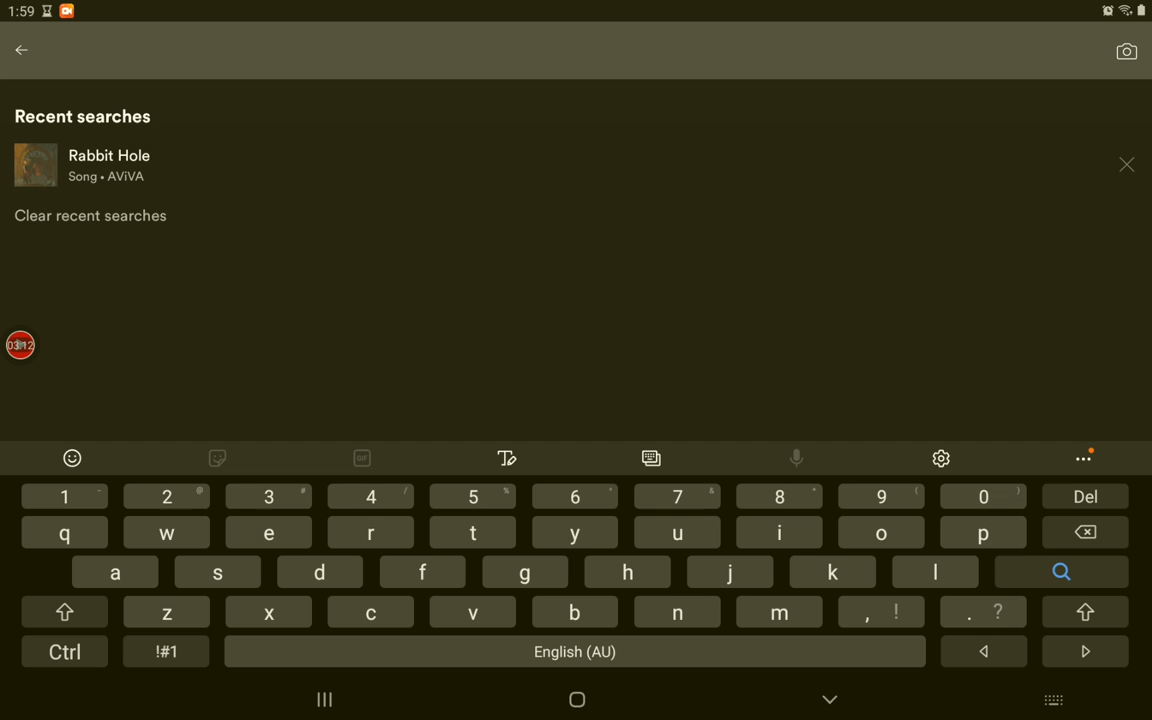 1:59
Recent searches
Rabbit Hole
Song • AViVA
Clear recent searches
03:12
GIF
1 - 2 @ 3 # 4 / 5 % 6 ^ 7 & 8 * 9 ( 0 ) Del
q w e r t y u i o p
a s d f g h j k l
z x c v b n m , ! . ?
Ctrl !#1 English (AU)